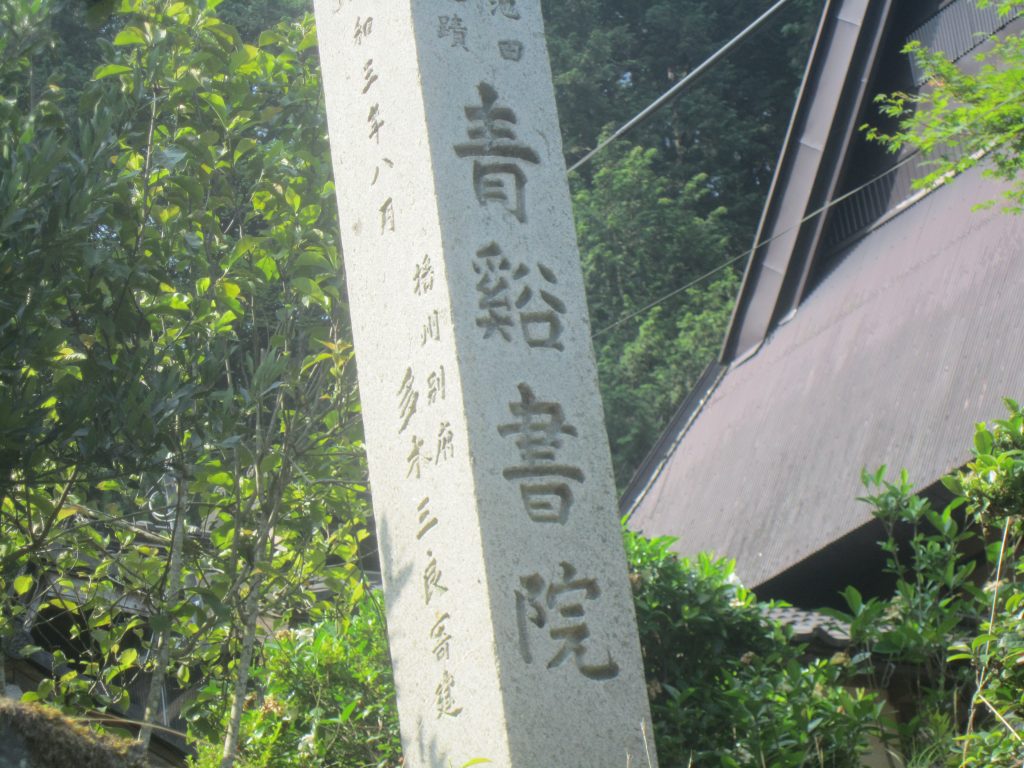 池田
蹟
青谿書院
播州別府
多木三良寄建
和三年八月